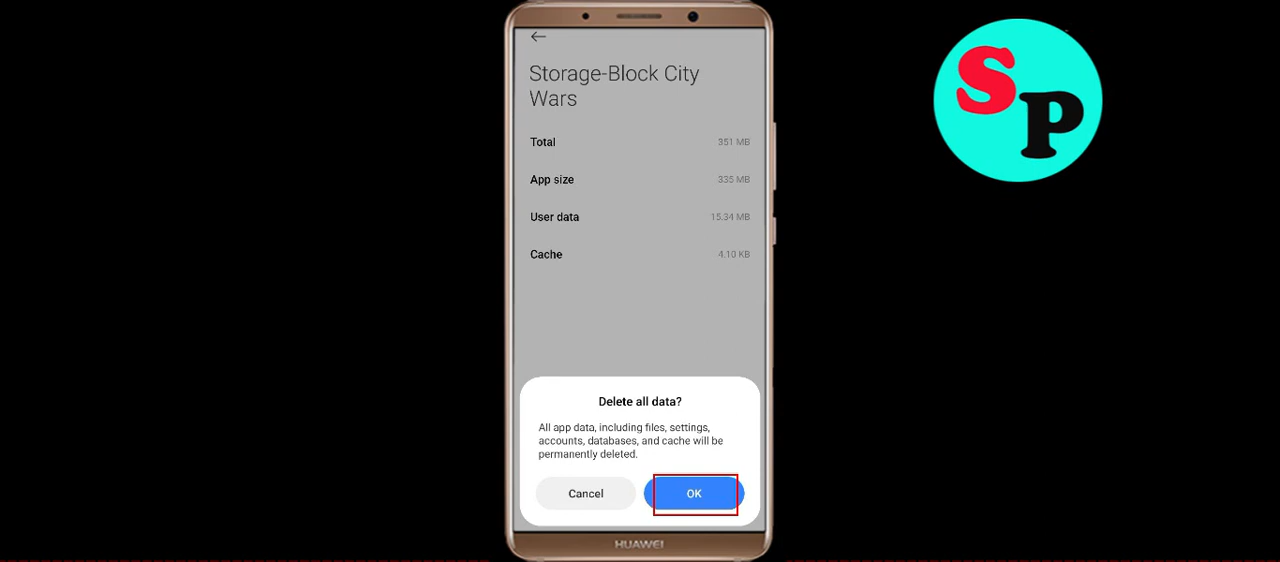 S
P
Storage-Block City
Wars
Total 351 MB
App size 335 MB
User data 15.34 MB
Cache 4.10 KB
Delete all data?
All app data, including files, settings,
accounts, databases, and cache will be
permanently deleted.
Cancel OK
HUAWEI